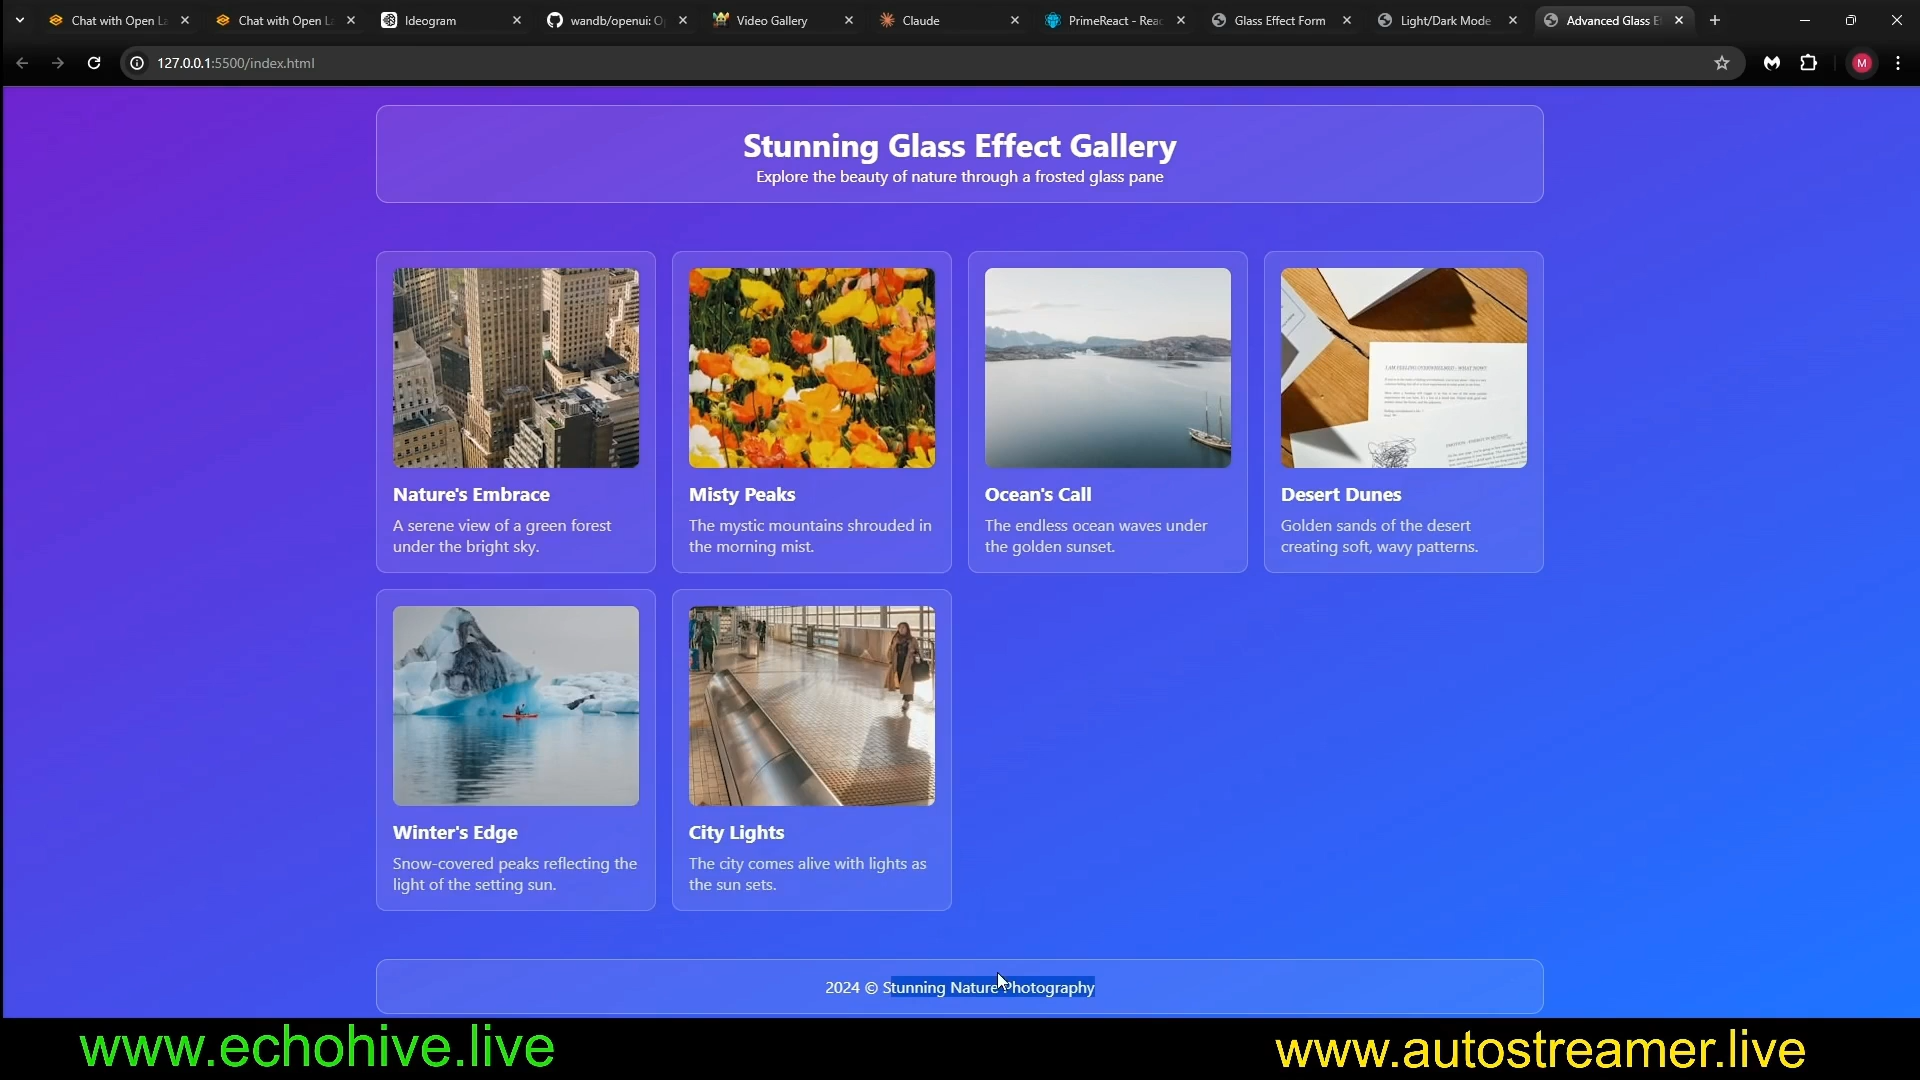 Chat with Open L
Chat with Open L
Ideogram
wandb/openui: O
Video Gallery
Claude
PrimeReact - Reac
Glass Effect Form
Light/Dark Mode
Advanced Glass E
127.0.0.1:5500/index.html
M
Stunning Glass Effect Gallery
Explore the beauty of nature through a frosted glass pane
Nature's Embrace
A serene view of a green forest
under the bright sky.
Misty Peaks
The mystic mountains shrouded in
the morning mist.
Ocean's Call
The endless ocean waves under
the golden sunset.
I AM FEELING OVERWHELMED - WHAT NOW?
Desert Dunes
Golden sands of the desert
creating soft, wavy patterns.
Winter's Edge
Snow-covered peaks reflecting the
light of the setting sun.
City Lights
The city comes alive with lights as
the sun sets.
2024 © Stunning Nature Photography
www.echohive.live
www.autostreamer.live